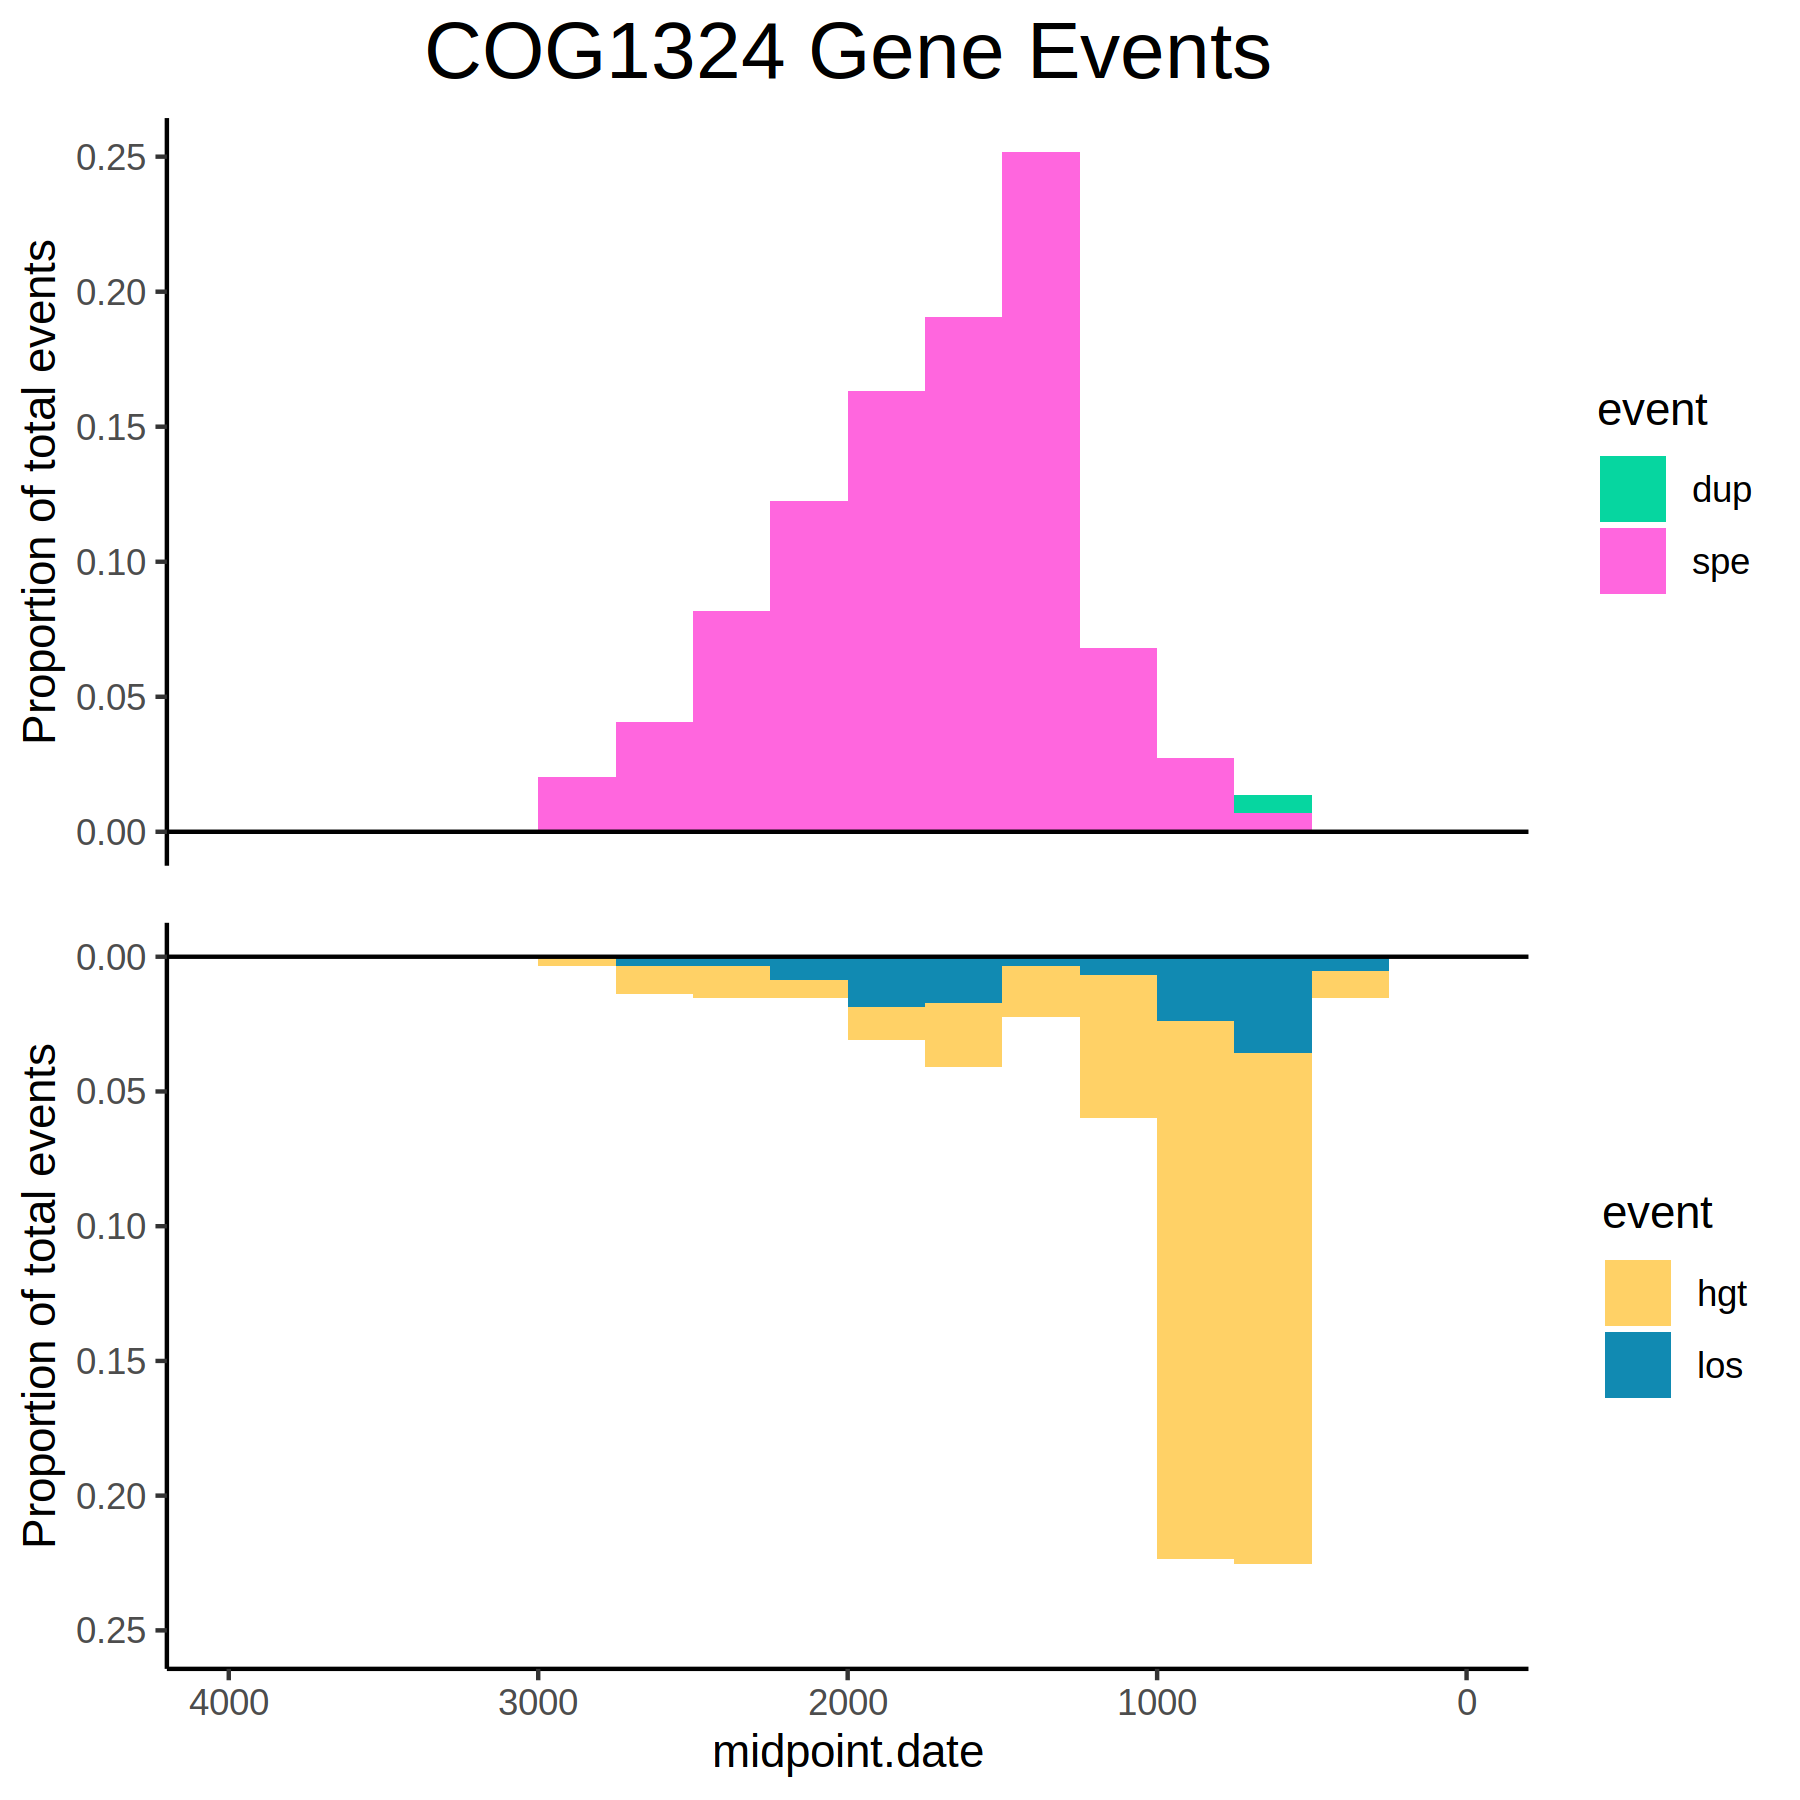 COG1324 Gene Events
Proportion of total events
0.25
0.20
0.15
0.10
0.05
0.00
event
dup
spe
Proportion of total events
0.00
0.05
0.10
0.15
0.20
0.25
event
hgt
los
4000 3000 2000 1000 0
midpoint.date